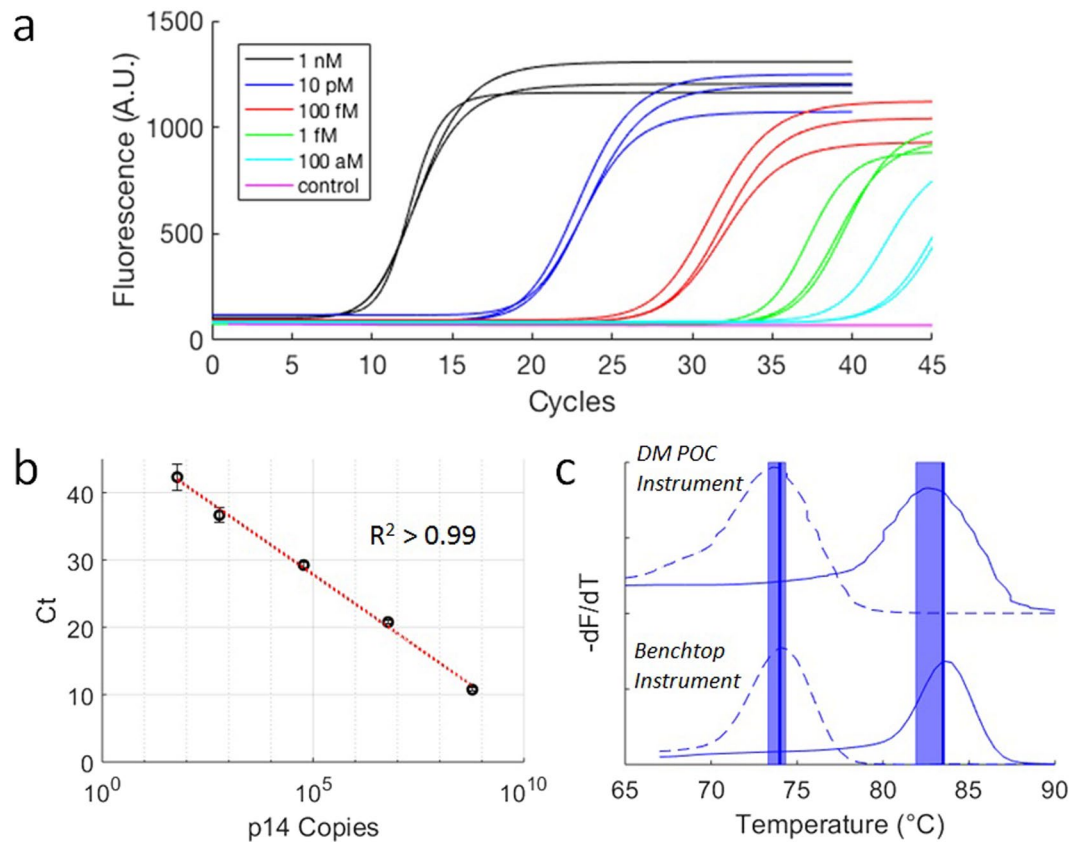 a
1500
1000
500
0
Fluorescence (A.U.)
1 nM
10 pM
100 fM
1 fM
100 aM
control
0 5 10 15 20 25 30 35 40 45
Cycles
b
40
30
20
10
0
Ct
R² > 0.99
10⁰ 10⁵ 10¹⁰
p14 Copies
c
DM POC
Instrument
Benchtop
Instrument
-dF/dT
65 70 75 80 85 90
Temperature (°C)